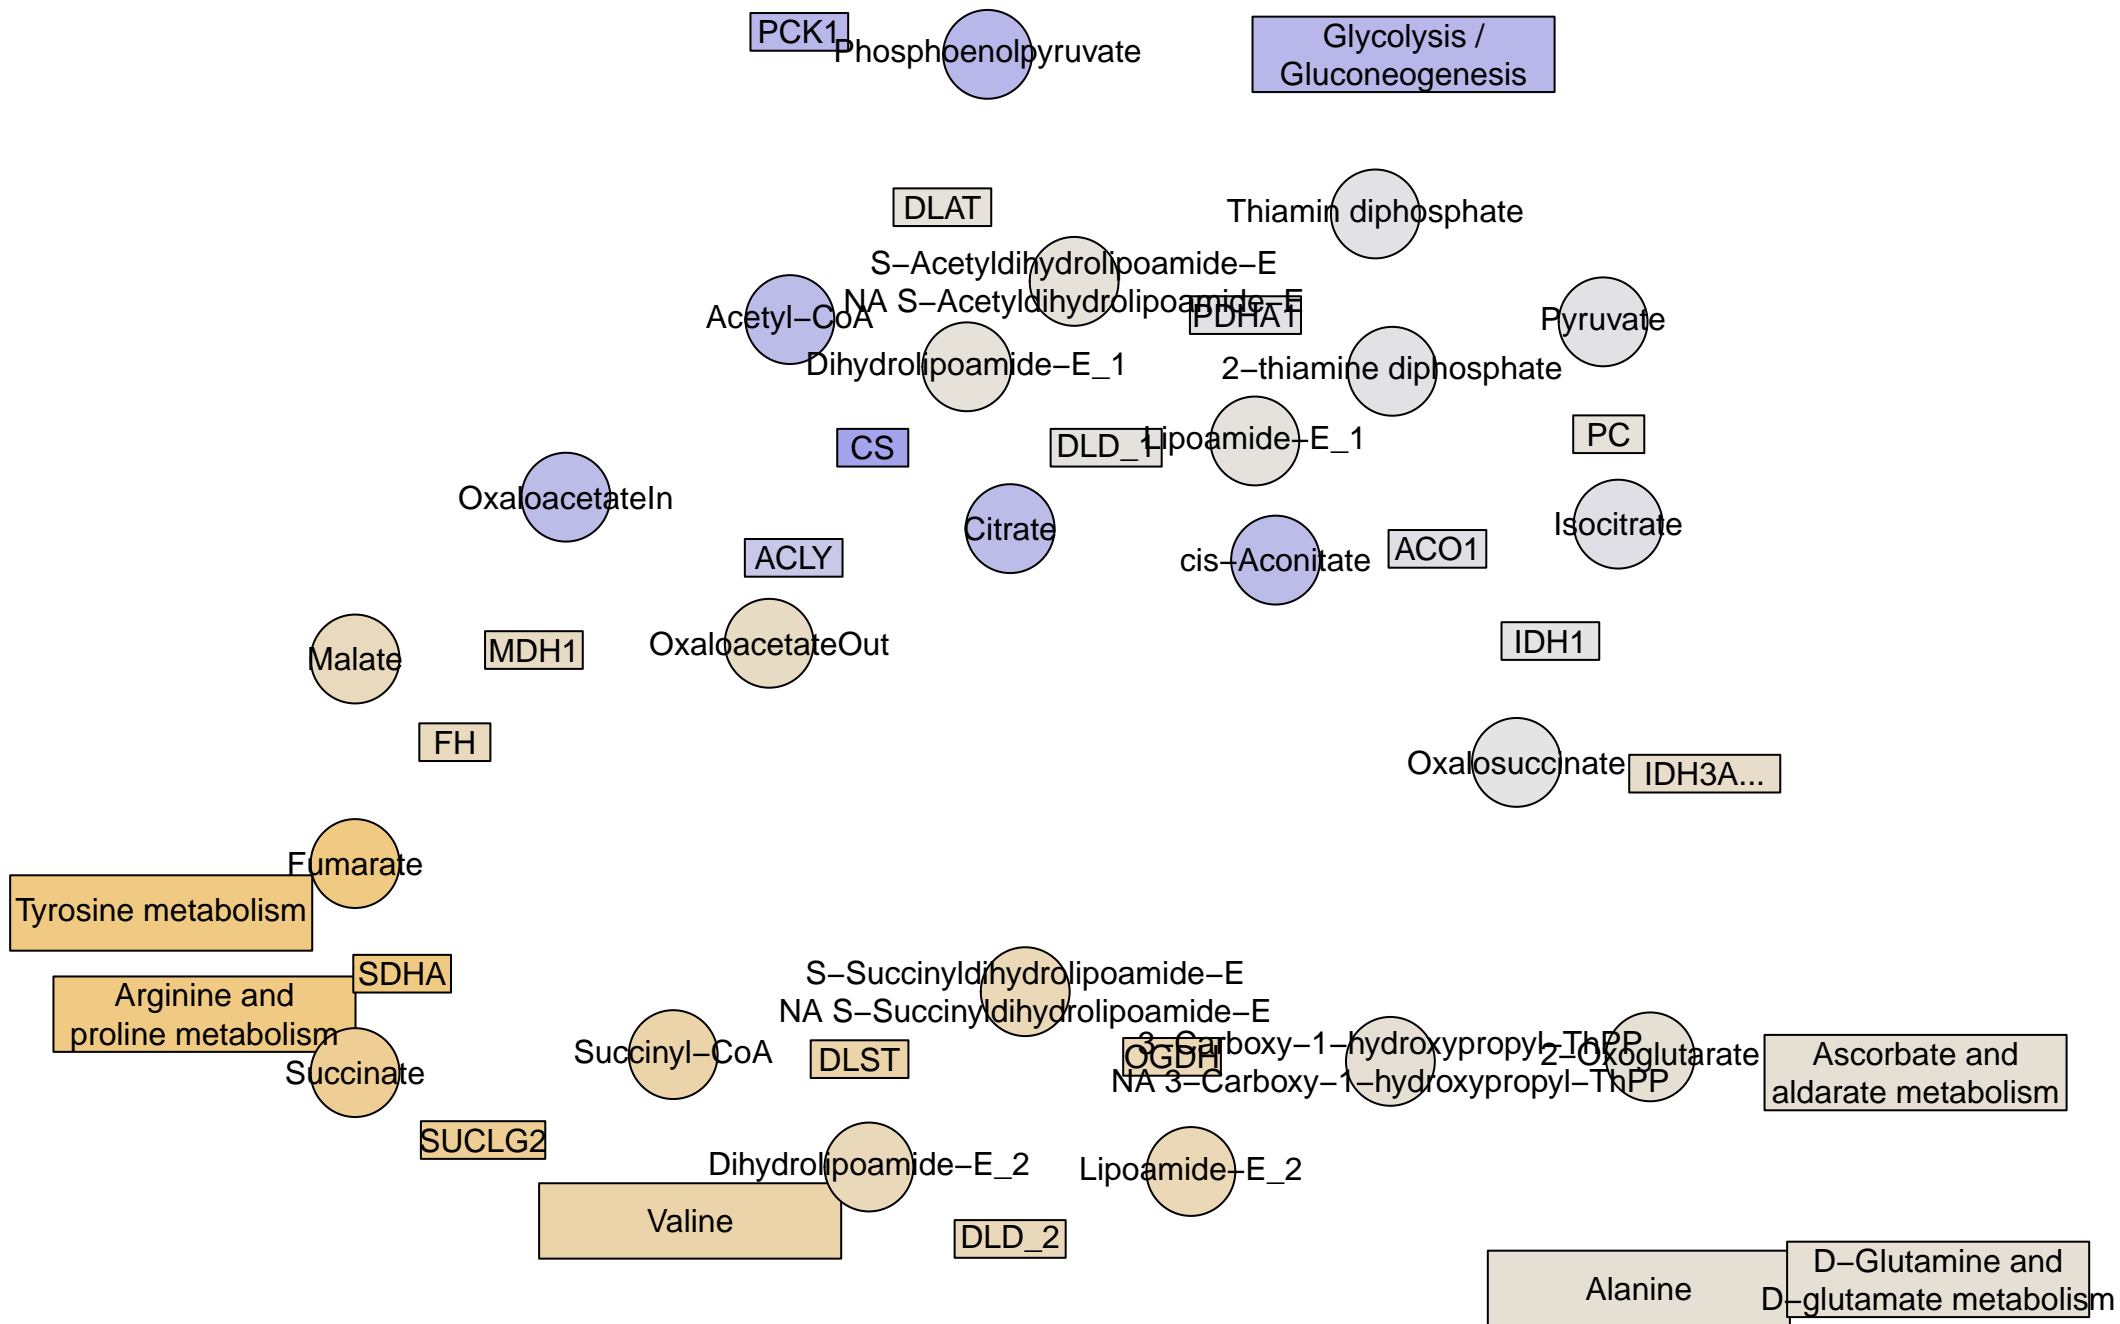 PCK1
Phosphoenolpyruvate
Glycolysis /
Gluconeogenesis
DLAT
Thiamin diphosphate
S−Acetyldihydrolipoamide−E
NA S−Acetyldihydrolipoamide−E
Acetyl−CoA
PDHA1
Pyruvate
Dihydrolipoamide−E_1
2−thiamine diphosphate
CS
DLD_1
Lipoamide−E_1
PC
OxaloacetateIn
Citrate
Isocitrate
ACLY
cis−Aconitate
ACO1
Malate
MDH1
OxaloacetateOut
IDH1
FH
Oxalosuccinate
IDH3A...
Fumarate
Tyrosine metabolism
SDHA
Arginine and
proline metabolism
S−Succinyldihydrolipoamide−E
NA S−Succinyldihydrolipoamide−E
Succinate
Succinyl−CoA
DLST
OGDH
3−Carboxy−1−hydroxypropyl−ThPP
NA 3−Carboxy−1−hydroxypropyl−ThPP
2−Oxoglutarate
Ascorbate and
aldarate metabolism
SUCLG2
Dihydrolipoamide−E_2
Lipoamide−E_2
Valine
DLD_2
Alanine
D−Glutamine and
D−glutamate metabolism